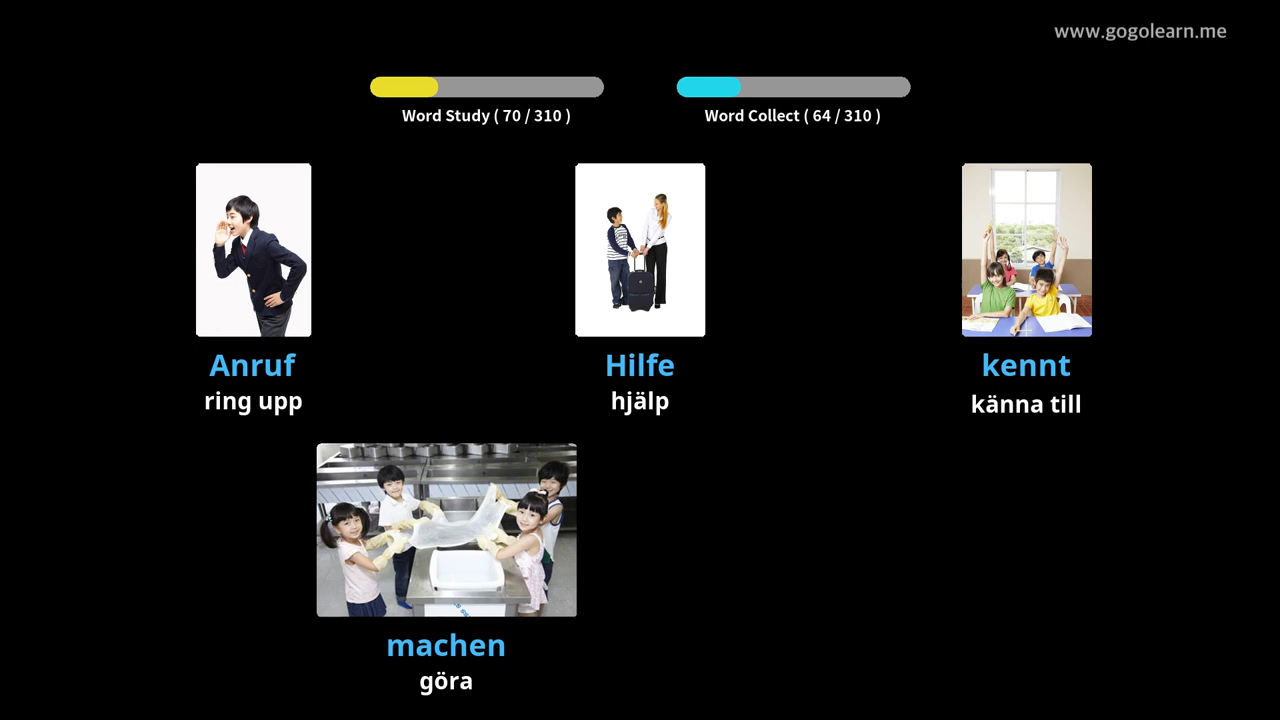 www.gogolearn.me
Word Study ( 70 / 310 )
Word Collect ( 64 / 310 )
Anruf
ring upp
Hilfe
hjälp
kennt
känna till
machen
göra